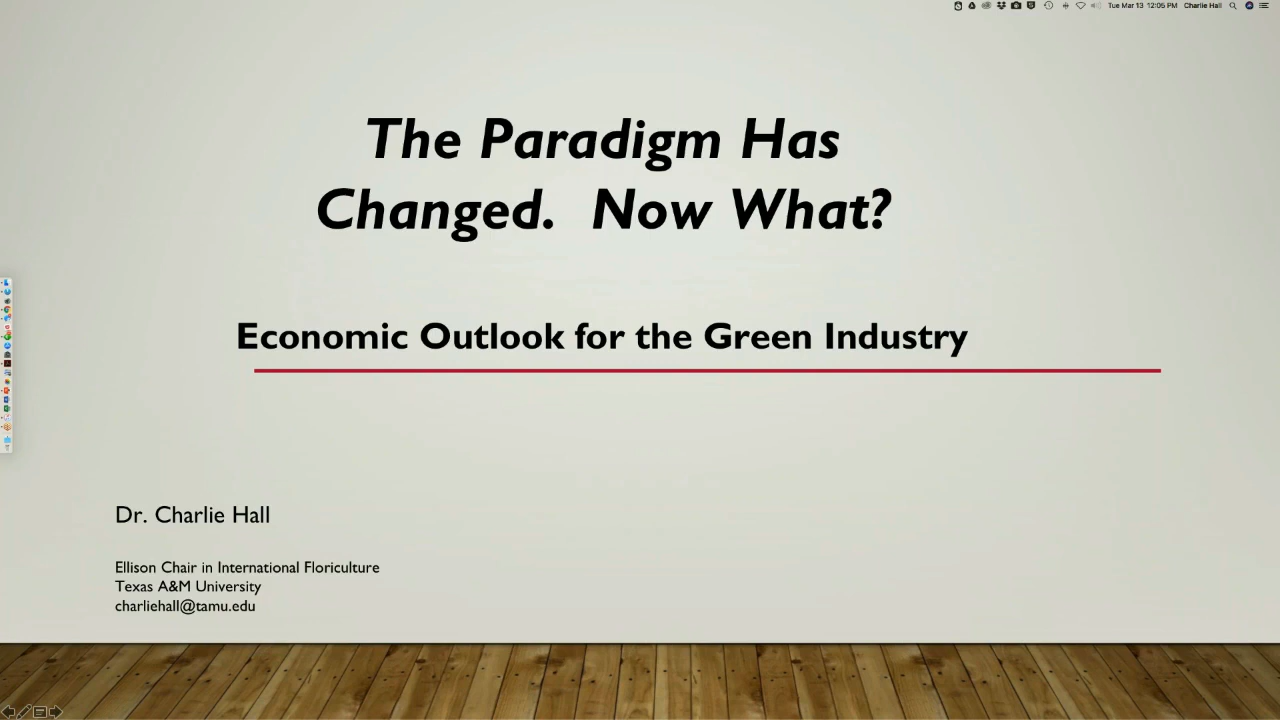 Tue Mar 13 12:05 PM Charlie Hall
The Paradigm Has
Changed. Now What?
Economic Outlook for the Green Industry
Dr. Charlie Hall
Ellison Chair in International Floriculture
Texas A&M University
charliehall@tamu.edu